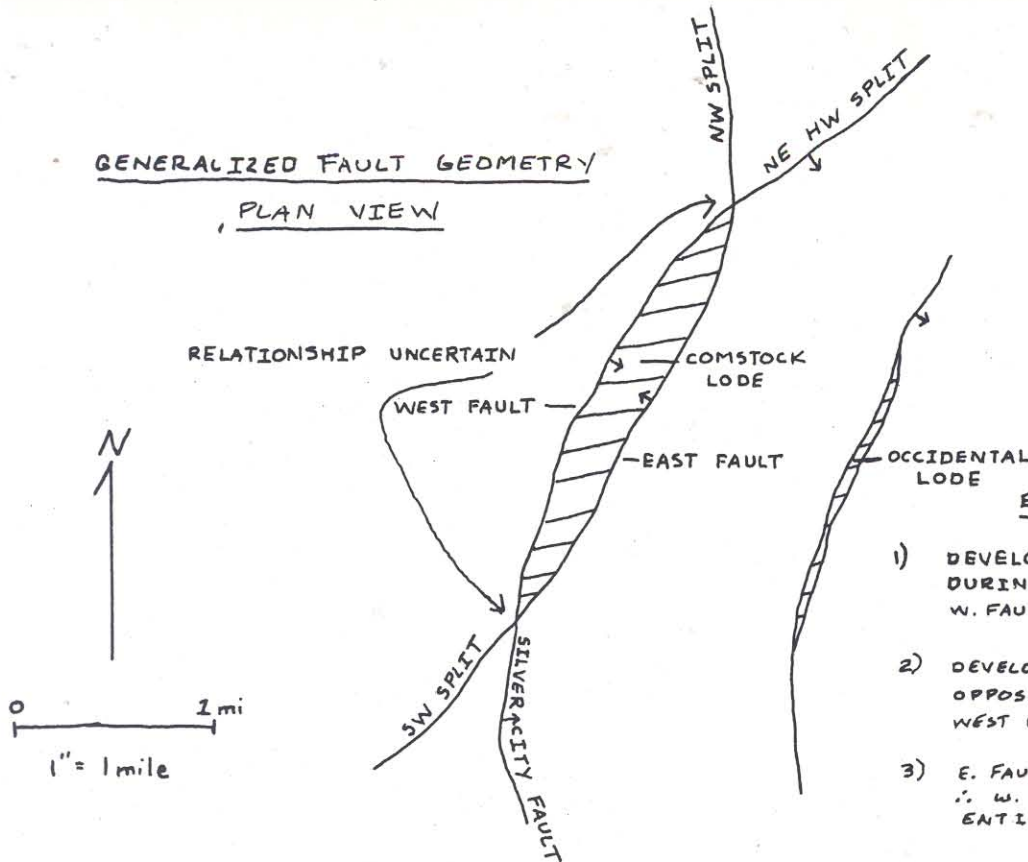 GENERALIZED FAULT GEOMETRY
PLAN VIEW
NW SPLIT
NE HW SPLIT
RELATIONSHIP UNCERTAIN
WEST FAULT
COMSTOCK
LODE
EAST FAULT
OCCIDENTAL
LODE
N
0 1 mi
1" = 1 mile
SW SPLIT
SILVER CITY FAULT
1) DEVELO
DURIN
W. FAU
2) DEVELO
OPPOS
WEST
3) E. FAU
∴ W.
ENTI